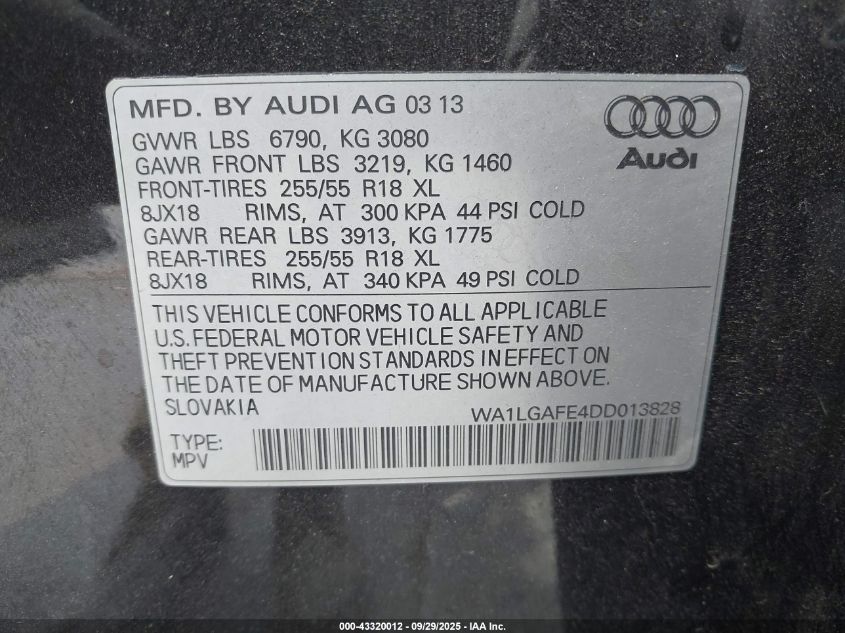 MFD. BY AUDI AG 03 13
Audi
GVWR LBS 6790, KG 3080
GAWR FRONT LBS 3219, KG 1460
FRONT-TIRES 255/55 R18 XL
8JX18 RIMS, AT 300 KPA 44 PSI COLD
GAWR REAR LBS 3913, KG 1775
REAR-TIRES 255/55 R18 XL
8JX18 RIMS, AT 340 KPA 49 PSI COLD
THIS VEHICLE CONFORMS TO ALL APPLICABLE
U.S. FEDERAL MOTOR VEHICLE SAFETY AND
THEFT PREVENTION STANDARDS IN EFFECT ON
THE DATE OF MANUFACTURE SHOWN ABOVE.
SLOVAKIA WA1LGAFE4DD013828
TYPE:
MPV
000-43320012 - 09/29/2025 - IAA Inc.